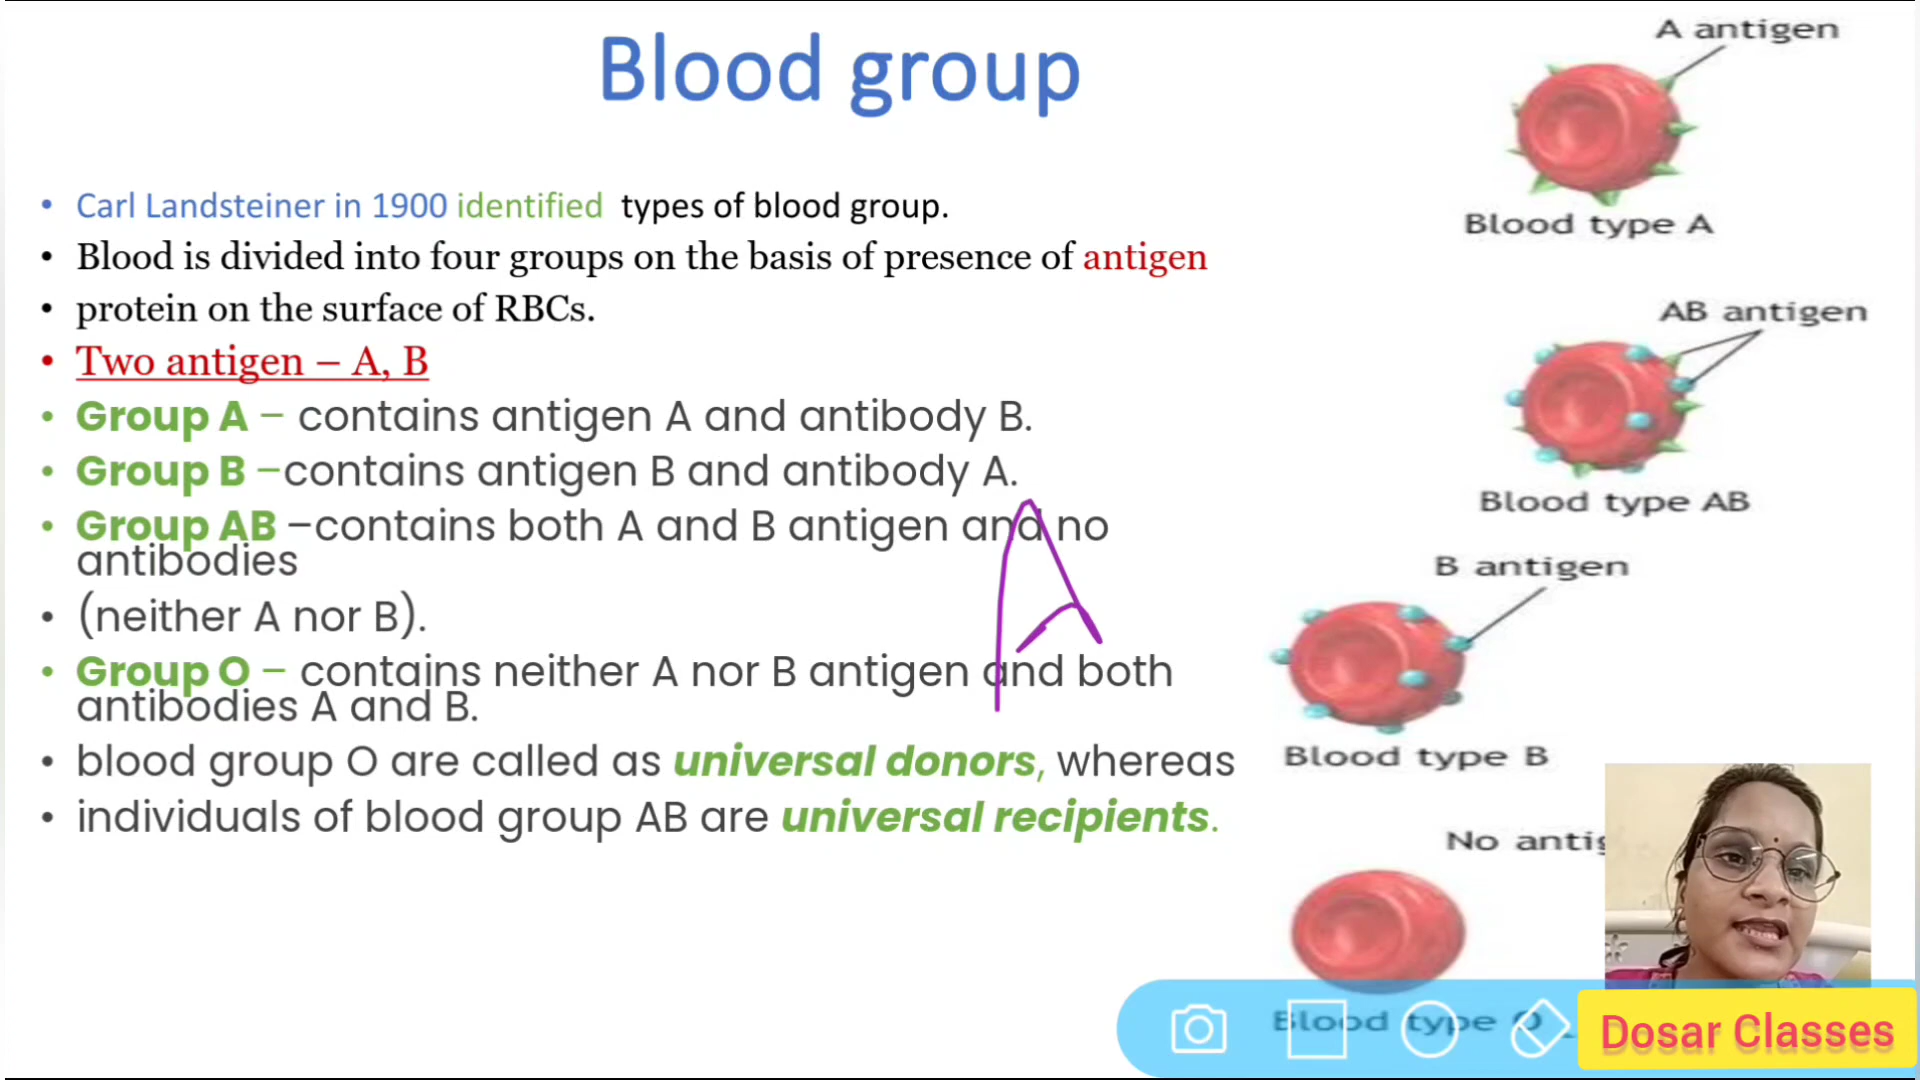 Blood group
• Carl Landsteiner in 1900 identified types of blood group.
• Blood is divided into four groups on the basis of presence of antigen
• protein on the surface of RBCs.
• Two antigen – A, B
• Group A – contains antigen A and antibody B.
• Group B –contains antigen B and antibody A.
• Group AB –contains both A and B antigen and no
antibodies
• (neither A nor B).
• Group O – contains neither A nor B antigen and both
antibodies A and B.
• blood group O are called as universal donors, whereas
• individuals of blood group AB are universal recipients.
A
A antigen
Blood type A
AB antigen
Blood type AB
B antigen
Blood type B
No antig
Blood type O
Dosar Classes